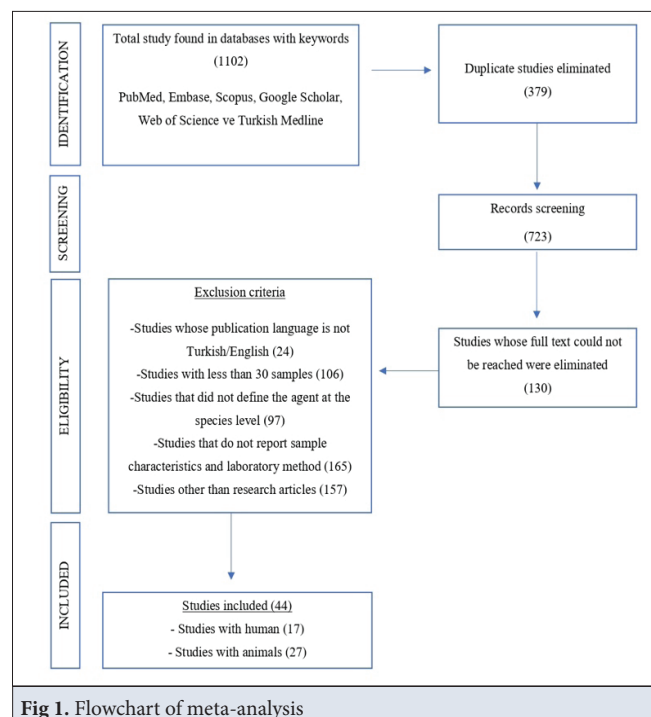 IDENTIFICATION
Total study found in databases with keywords
(1102)
PubMed, Embase, Scopus, Google Scholar,
Web of Science ve Turkish Medline
Duplicate studies eliminated
(379)
SCREENING
Records screening
(723)
ELIGIBILITY
Exclusion criteria
-Studies whose publication language is not
Turkish/English (24)
-Studies with less than 30 samples (106)
-Studies that did not define the agent at the
species level (97)
-Studies that do not report sample
characteristics and laboratory method (165)
-Studies other than research articles (157)
Studies whose full text could not
be reached were eliminated
(130)
INCLUDED
Studies included (44)
- Studies with human (17)
- Studies with animals (27)
Fig 1. Flowchart of meta-analysis